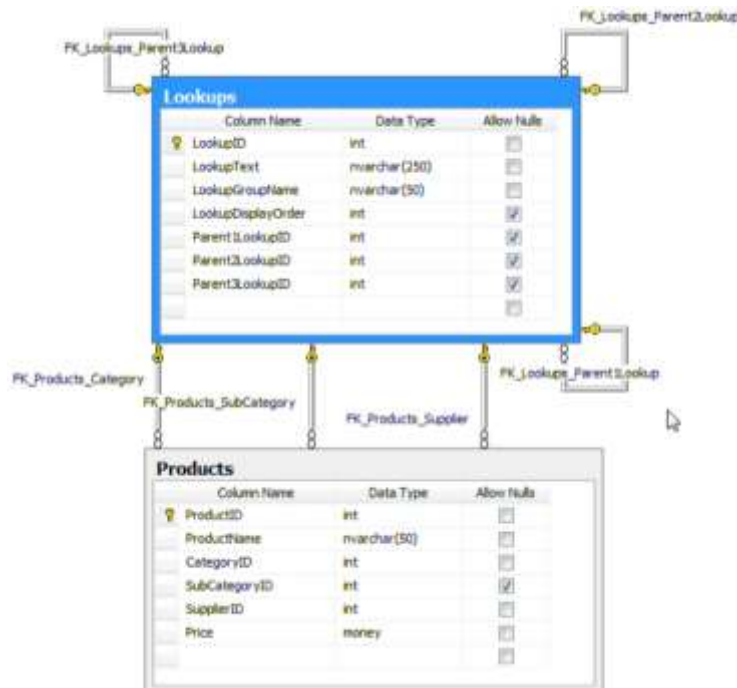 FK_Lookups_Parent2Lookup
FK_Lookups_Parent3Lookup
Lookups
Column Name Data Type Allow Nulls
LookupID int
LookupText nvarchar(250)
LookupGroupName nvarchar(50)
LookupDisplayOrder int
Parent1LookupID int
Parent2LookupID int
Parent3LookupID int
FK_Products_Category
FK_Lookups_Parent1Lookup
FK_Products_SubCategory
FK_Products_Supplier
Products
Column Name Data Type Allow Nulls
ProductID int
ProductName nvarchar(50)
CategoryID int
SubCategoryID int
SupplierID int
Price money